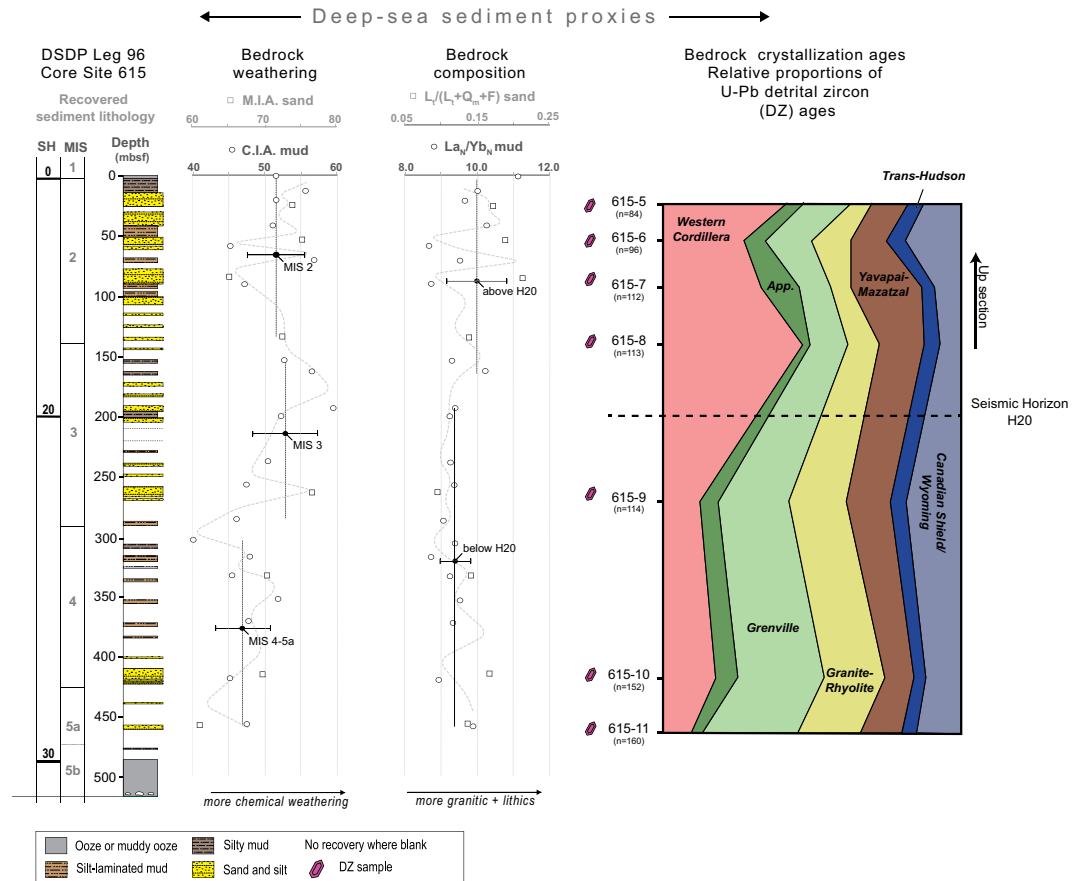 Deep-sea sediment proxies
DSDP Leg 96
Core Site 615
Recovered
sediment lithology
SH MIS Depth
(mbsf)
Bedrock
weathering
M.I.A. sand
60 70 80
C.I.A. mud
40 50 60
Bedrock
composition
Lt/(Lt+Qm+F) sand
0.05 0.15 0.25
LaN/YbN mud
8.0 10.0 12.0
Bedrock crystallization ages
Relative proportions of
U-Pb detrital zircon
(DZ) ages
0
20
30
1
2
3
4
5a
5b
0
50
100
150
200
250
300
350
400
450
500
MIS 2
MIS 3
MIS 4-5a
more chemical weathering
above H20
below H20
more granitic + lithics
615-5
(n=84)
615-6
(n=96)
615-7
(n=112)
615-8
(n=113)
615-9
(n=114)
615-10
(n=152)
615-11
(n=160)
Trans-Hudson
Western
Cordillera
App.
Yavapai-
Mazatzal
Canadian Shield/
Wyoming
Grenville
Granite-
Rhyolite
Up section
Seismic Horizon
H20
Ooze or muddy ooze
Silty mud
No recovery where blank
Silt-laminated mud
Sand and silt
DZ sample